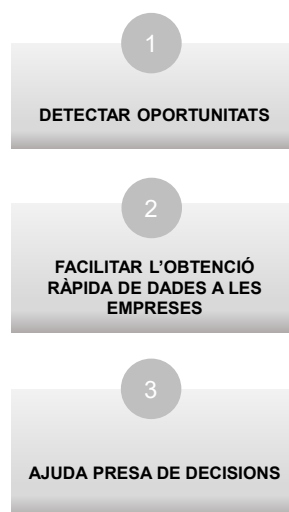 1
DETECTAR OPORTUNITATS
2
FACILITAR L’OBTENCIÓ
RÀPIDA DE DADES A LES
EMPRESES
3
AJUDA PRESA DE DECISIONS